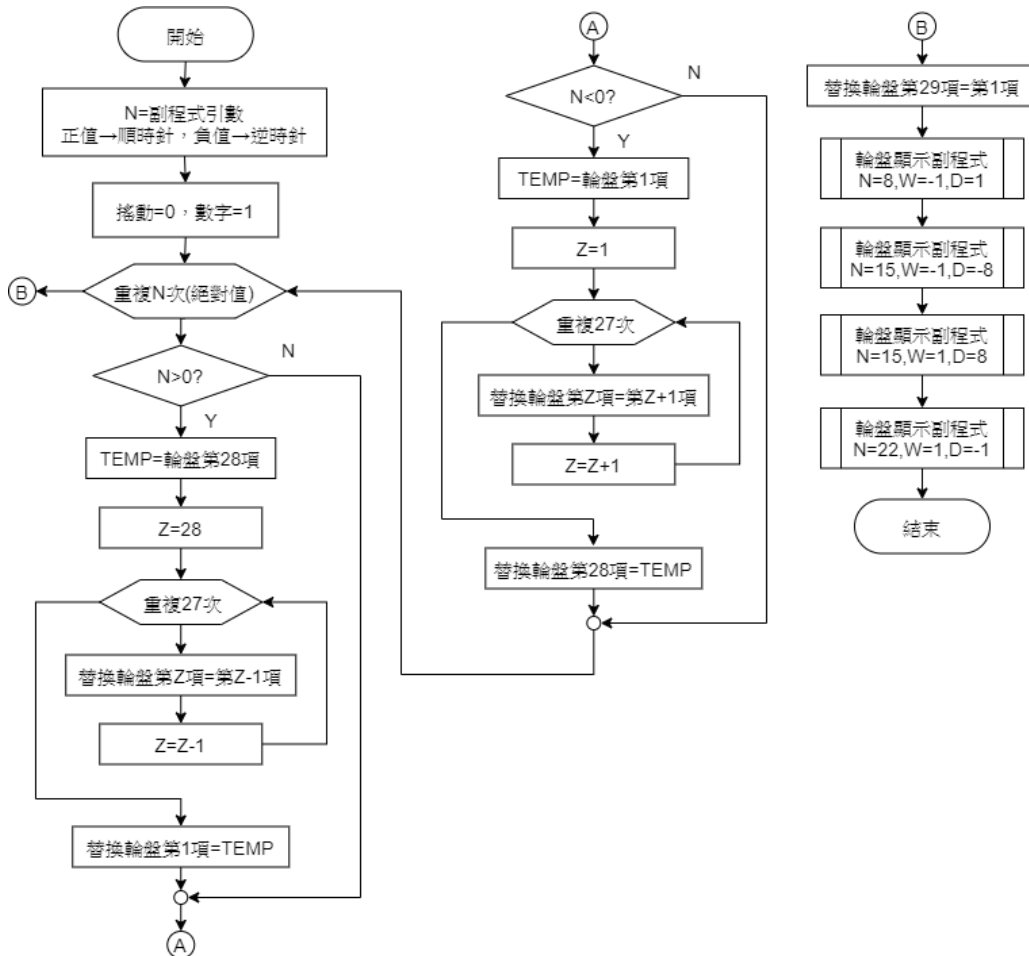 開始
N=副程式引數
正值→順時針，負值→逆時針
搖動=0，數字=1
B
重複N次(絕對值)
N>0?
N
Y
TEMP=輪盤第28項
Z=28
重複27次
替換輪盤第Z項=第Z-1項
Z=Z-1
替換輪盤第1項=TEMP
A
A
N<0?
N
Y
TEMP=輪盤第1項
Z=1
重複27次
替換輪盤第Z項=第Z+1項
Z=Z+1
替換輪盤第28項=TEMP
B
替換輪盤第29項=第1項
輪盤顯示副程式
N=8,W=-1,D=1
輪盤顯示副程式
N=15,W=-1,D=-8
輪盤顯示副程式
N=15,W=1,D=8
輪盤顯示副程式
N=22,W=1,D=-1
結束